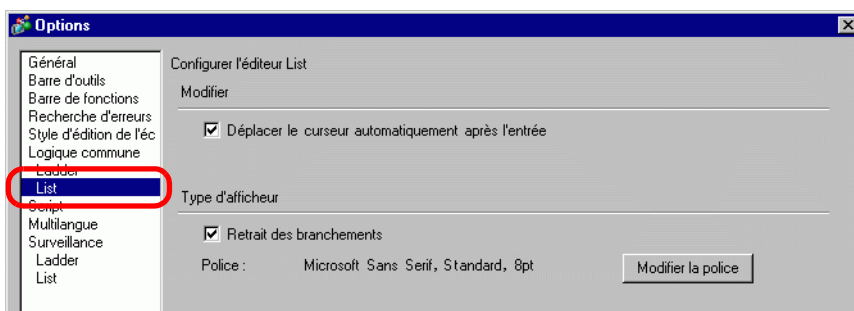 Options
Général
Barre d'outils
Barre de fonctions
Recherche d'erreurs
Style d'édition de l'éc
Logique commune
Ladder
List
Script
Multilangue
Surveillance
Ladder
List
Configurer l'éditeur List
Modifier
Déplacer le curseur automatiquement après l'entrée
Type d'afficheur
Retrait des branchements
Police : Microsoft Sans Serif, Standard, 8pt Modifier la police